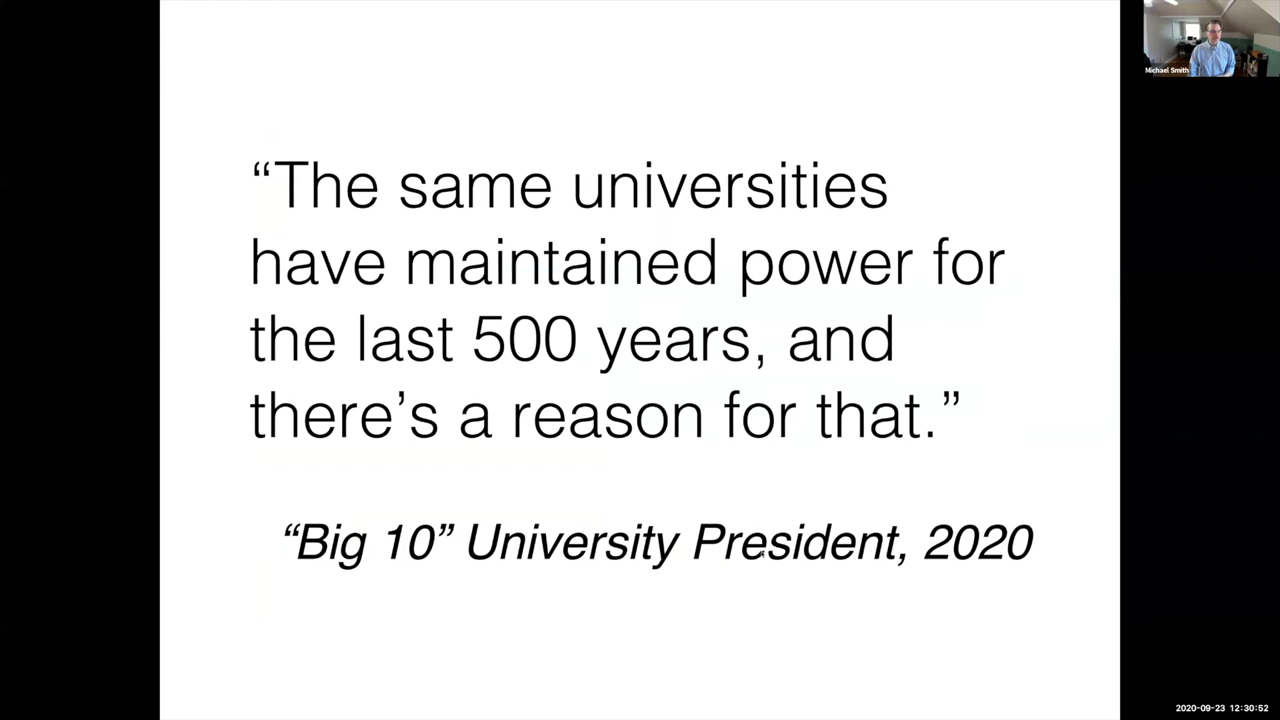 “The same universities
have maintained power for
the last 500 years, and
there’s a reason for that.”
“Big 10” University President, 2020
Michael Smith
2020-09-23 12:30:52